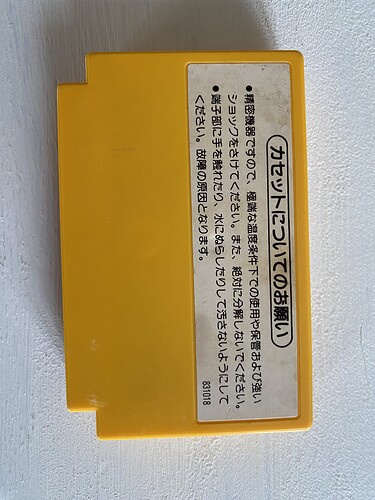 カセットについてのお願い
●精密機器ですので、極端な温度条件下での使用や保管および強い
ショックをさけてください。また、絶対に分解しないでください。
●端子部に手を触れたり、水にぬらしたりして汚さないようにして
ください。故障の原因となります。
831018